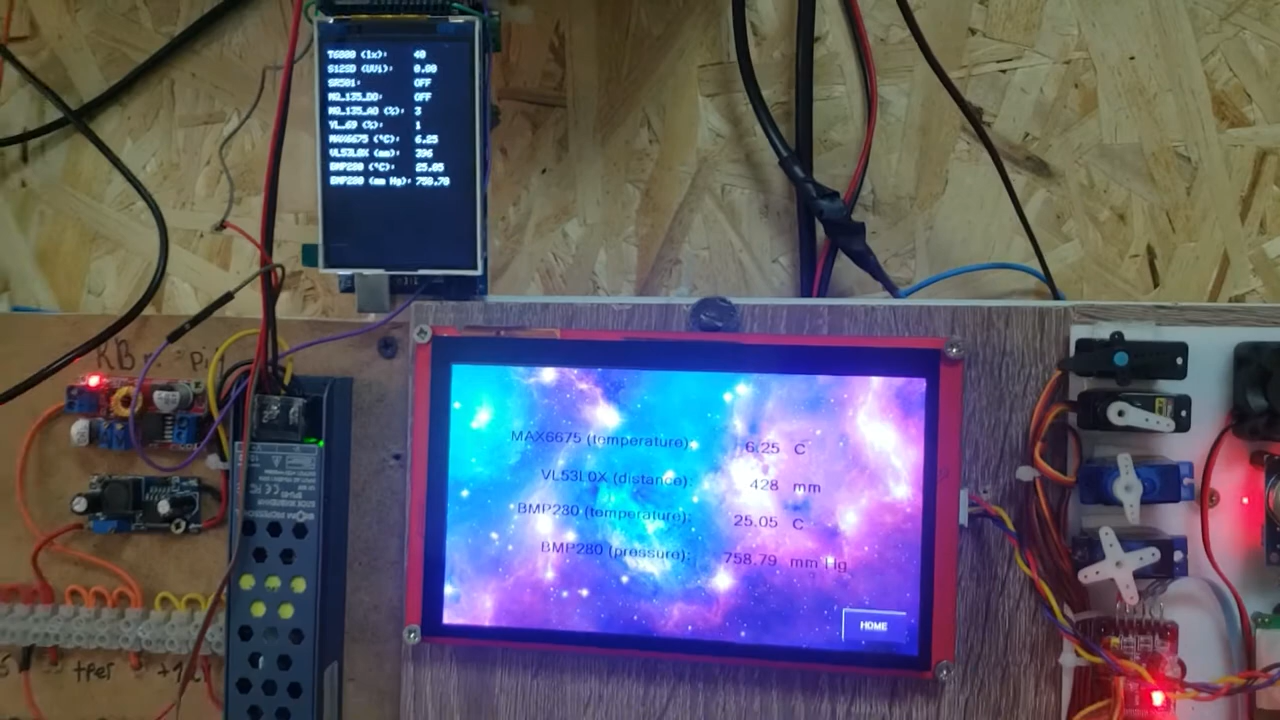 T6000 (lx): 40
S12SD (UVi): 0.00
SR501: OFF
MQ_135_DO: OFF
MQ_135_AO (%): 3
YL_69 (%): 1
MAX6675 (°C): 6.25
VL53L0X (mm): 396
BMP280 (°C): 25.05
BMP280 (mm Hg): 758.78
MAX6675 (temperature): 6.25 C
VL53L0X (distance): 428 mm
BMP280 (temperature): 25.05 C
BMP280 (pressure): 758.79 mm Hg
HOME